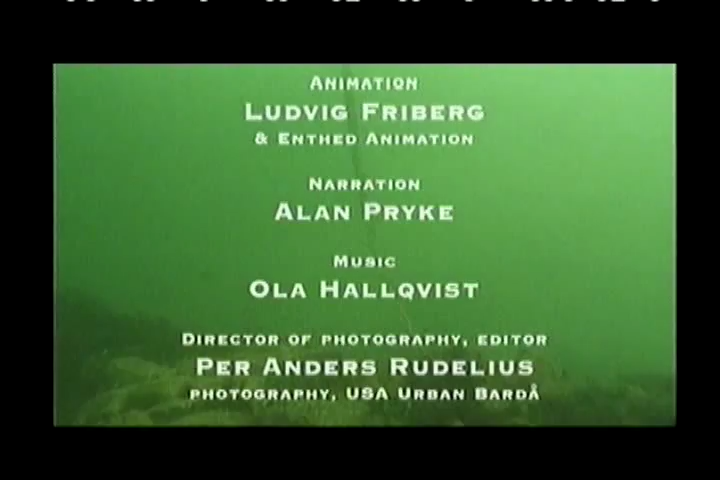 Animation
Ludvig Friberg
& Enthed Animation
Narration
Alan Pryke
Music
Ola Hallqvist
Director of photography, editor
Per Anders Rudelius
photography, USA Urban Bardå